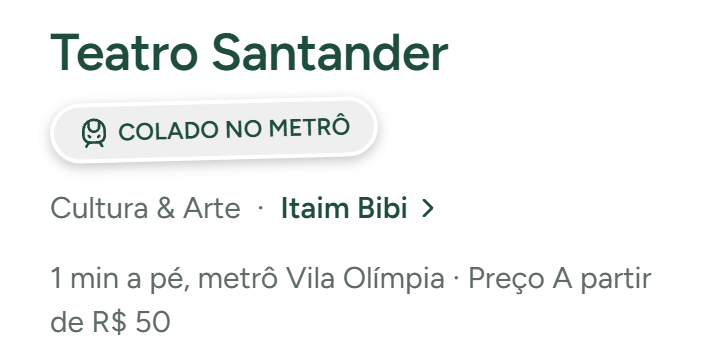 Teatro Santander
COLADO NO METRÔ
Cultura & Arte · Itaim Bibi >
1 min a pé, metrô Vila Olímpia · Preço A partir
de R$ 50